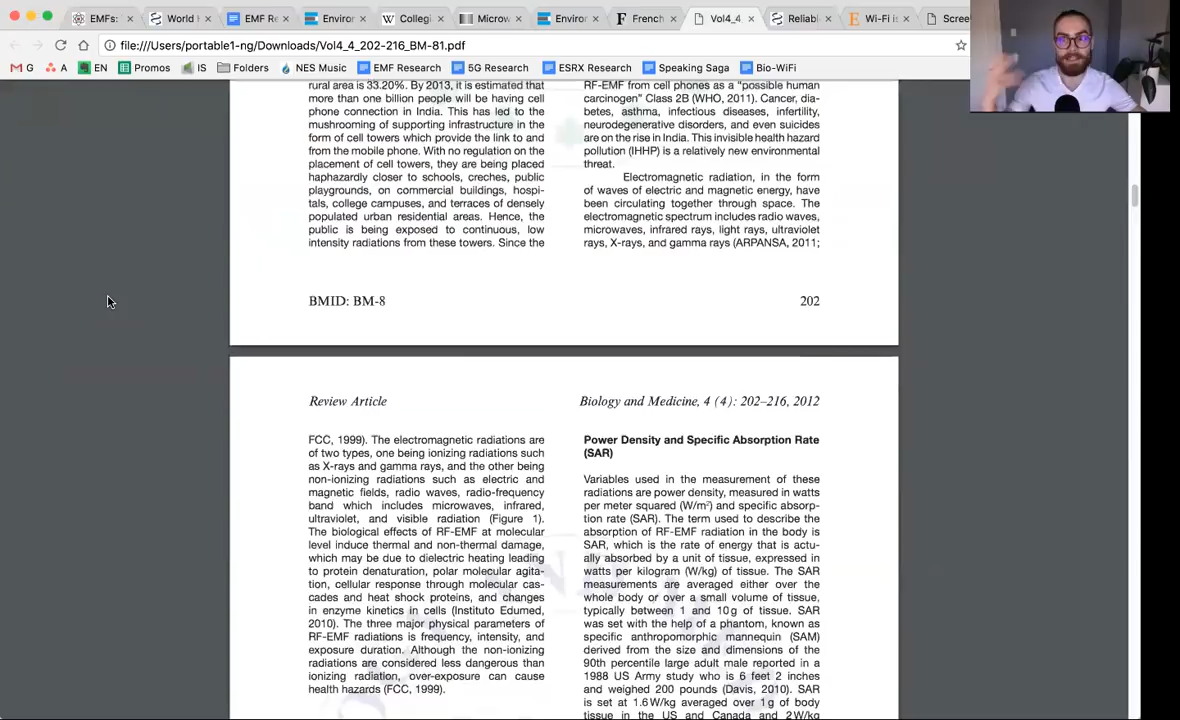 EMFs:
World
EMF Re
Enviror
Collegi
Microw
Enviror
French
Vol4_4
Reliab
Wi-Fi is
Scree
file:///Users/portable1-ng/Downloads/Vol4_4_202-216_BM-81.pdf
G
A
EN
Promos
IS
Folders
NES Music
EMF Research
5G Research
ESRX Research
Speaking Saga
Bio-WiFi
rural area is 33.20%. By 2013, it is estimated that
more than one billion people will be having cell
phone connection in India. This has led to the
mushrooming of supporting infrastructure in the
form of cell towers which provide the link to and
from the mobile phone. With no regulation on the
placement of cell towers, they are being placed
haphazardly closer to schools, creches, public
playgrounds, on commercial buildings, hospi-
tals, college campuses, and terraces of densely
populated urban residential areas. Hence, the
public is being exposed to continuous, low
intensity radiations from these towers. Since the
RF-EMF from cell phones as a “possible human
carcinogen” Class 2B (WHO, 2011). Cancer, dia-
betes, asthma, infectious diseases, infertility,
neurodegenerative disorders, and even suicides
are on the rise in India. This invisible health hazard
pollution (IHHP) is a relatively new environmental
threat.
Electromagnetic radiation, in the form
of waves of electric and magnetic energy, have
been circulating together through space. The
electromagnetic spectrum includes radio waves,
microwaves, infrared rays, light rays, ultraviolet
rays, X-rays, and gamma rays (ARPANSA, 2011;
BMID: BM-8
202
Review Article
Biology and Medicine, 4 (4): 202–216, 2012
FCC, 1999). The electromagnetic radiations are
of two types, one being ionizing radiations such
as X-rays and gamma rays, and the other being
non-ionizing radiations such as electric and
magnetic fields, radio waves, radio-frequency
band which includes microwaves, infrared,
ultraviolet, and visible radiation (Figure 1).
The biological effects of RF-EMF at molecular
level induce thermal and non-thermal damage,
which may be due to dielectric heating leading
to protein denaturation, polar molecular agita-
tion, cellular response through molecular cas-
cades and heat shock proteins, and changes
in enzyme kinetics in cells (Instituto Edumed,
2010). The three major physical parameters of
RF-EMF radiations is frequency, intensity, and
exposure duration. Although the non-ionizing
radiations are considered less dangerous than
ionizing radiation, over-exposure can cause
health hazards (FCC, 1999).
Power Density and Specific Absorption Rate
(SAR)
Variables used in the measurement of these
radiations are power density, measured in watts
per meter squared (W/m²) and specific absorp-
tion rate (SAR). The term used to describe the
absorption of RF-EMF radiation in the body is
SAR, which is the rate of energy that is actu-
ally absorbed by a unit of tissue, expressed in
watts per kilogram (W/kg) of tissue. The SAR
measurements are averaged either over the
whole body or over a small volume of tissue,
typically between 1 and 10 g of tissue. SAR
was set with the help of a phantom, known as
specific anthropomorphic mannequin (SAM)
derived from the size and dimensions of the
90th percentile large adult male reported in a
1988 US Army study who is 6 feet 2 inches
and weighed 200 pounds (Davis, 2010). SAR
is set at 1.6 W/kg averaged over 1 g of body
tissue in the US and Canada and 2 W/kg